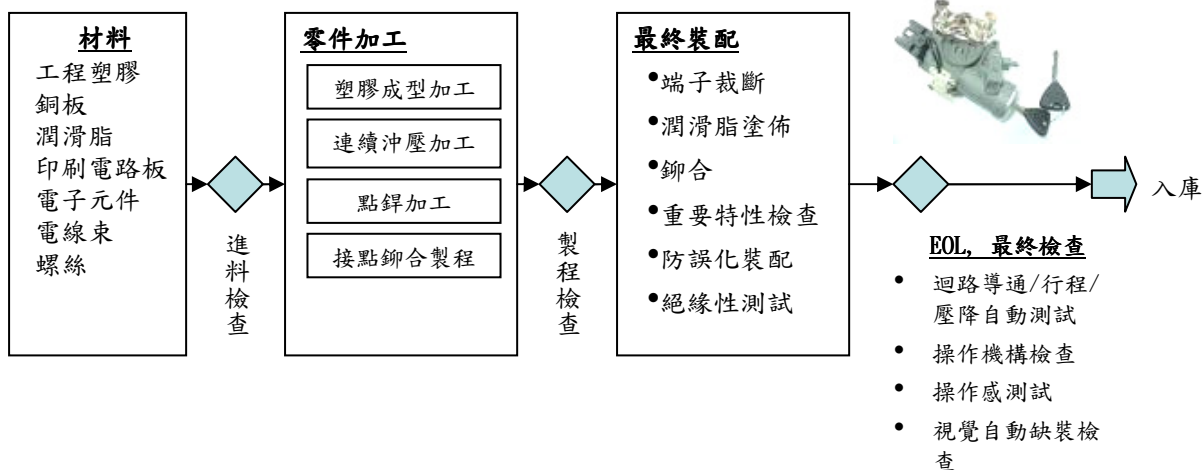 材料
工程塑膠
銅板
潤滑脂
印刷電路板
電子元件
電線束
螺絲
進料檢查
零件加工
塑膠成型加工
連續沖壓加工
點銲加工
接點鉚合製程
製程檢查
最終裝配
•端子裁斷
•潤滑脂塗佈
•鉚合
•重要特性檢查
•防誤化裝配
•絕緣性測試
入庫
EOL, 最終檢查
• 迴路導通/行程/
壓降自動測試
• 操作機構檢查
• 操作感測試
• 視覺自動缺裝檢
查